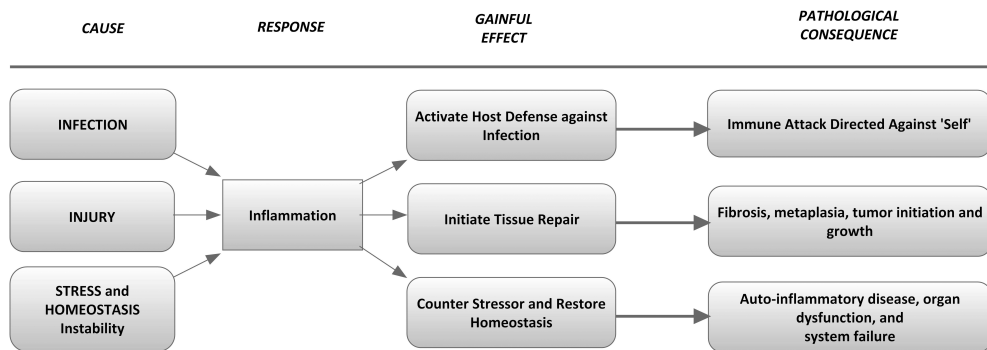 CAUSE
RESPONSE
GAINFUL
EFFECT
PATHOLOGICAL
CONSEQUENCE
INFECTION
Activate Host Defense against
Infection
Immune Attack Directed Against 'Self'
INJURY
Inflammation
Initiate Tissue Repair
Fibrosis, metaplasia, tumor initiation and
growth
STRESS and
HOMEOSTASIS
Instability
Counter Stressor and Restore
Homeostasis
Auto-inflammatory disease, organ
dysfunction, and
system failure